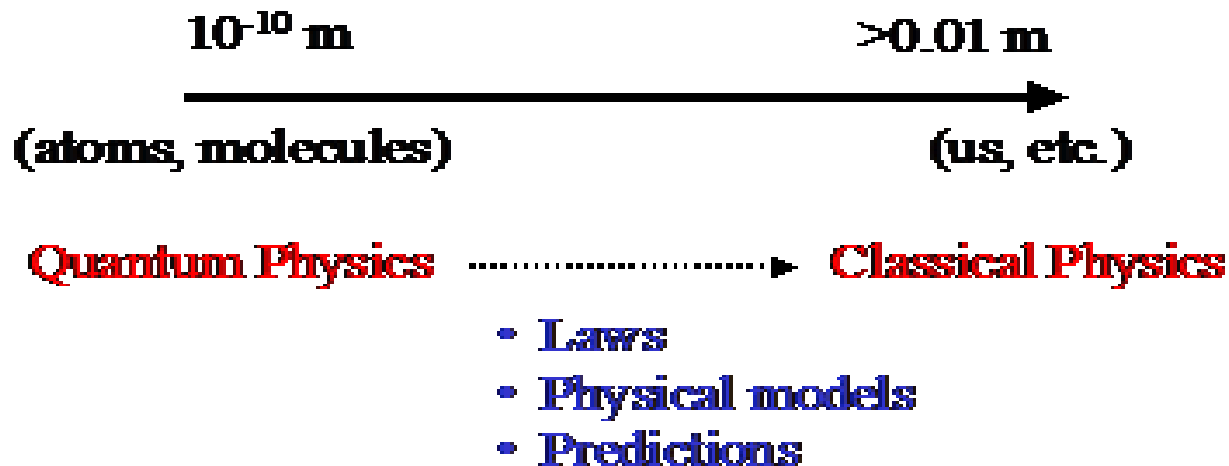 10⁻¹⁰ m >0.01 m
(atoms, molecules) (us, etc.)
Quantum Physics Classical Physics
• Laws
• Physical models
• Predictions